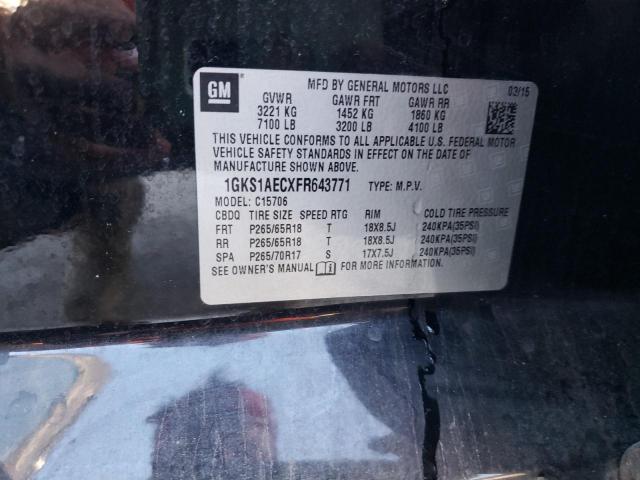 GM
MFD BY GENERAL MOTORS LLC 03/15
GVWR GAWR FRT GAWR RR
3221 KG 1452 KG 1860 KG
7100 LB 3200 LB 4100 LB
THIS VEHICLE CONFORMS TO ALL APPLICABLE U.S. FEDERAL MOTOR
VEHICLE SAFETY STANDARDS IN EFFECT ON THE DATE OF
MANUFACTURE SHOWN ABOVE.
1GKS1AECXFR643771 TYPE: M.P.V.
MODEL: C15706
CBDQ TIRE SIZE SPEED RTG RIM COLD TIRE PRESSURE
FRT P265/65R18 T 18X8.5J 240KPA(35PSI)
RR P265/65R18 T 18X8.5J 240KPA(35PSI)
SPA P265/70R17 S 17X7.5J 240KPA(35PSI)
SEE OWNER'S MANUAL FOR MORE INFORMATION.